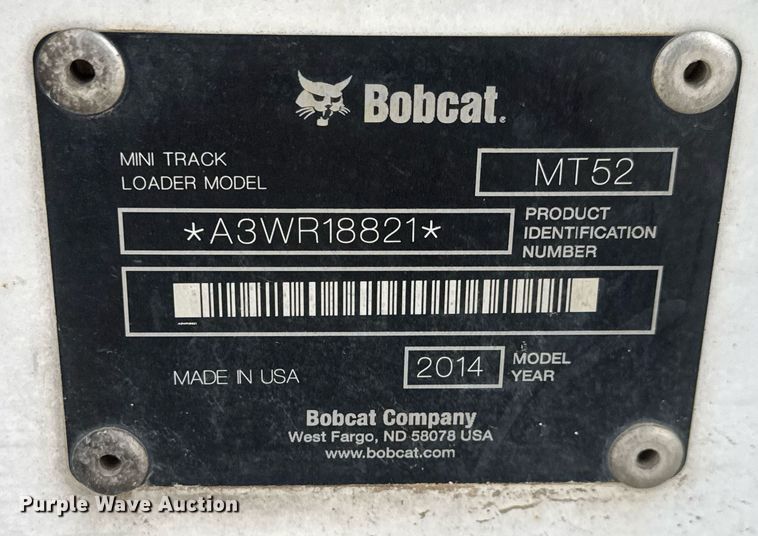 Bobcat.
MINI TRACK
LOADER MODEL
MT52
*A3WR18821*
PRODUCT
IDENTIFICATION
NUMBER
MADE IN USA
2014
MODEL
YEAR
Bobcat Company
West Fargo, ND 58078 USA
www.bobcat.com
Purple Wave Auction